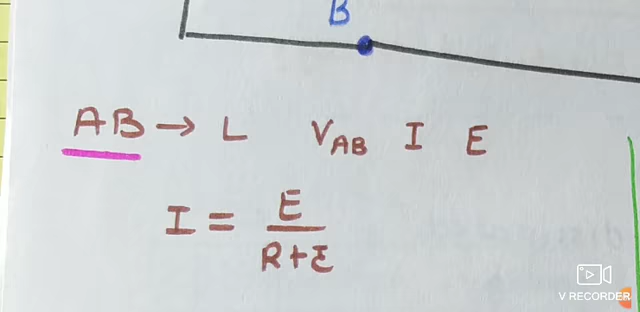 B
AB → L V_AB I E
I = E / R+E
V RECORDER